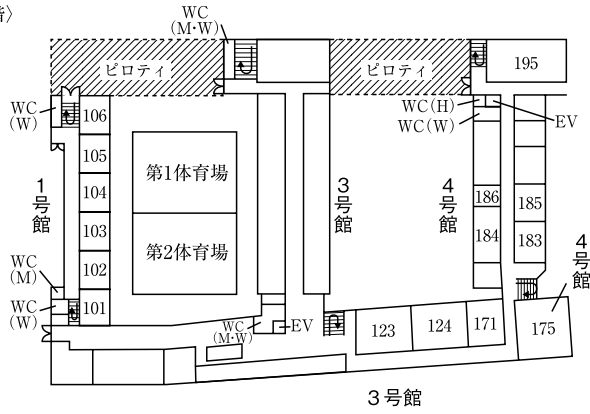 〉
WC
(M·W)
ピロティ
ピロティ
195
WC
(W)
106
WC(H)
WC(W)
EV
105
第1体育場
104
186
1号館
3号館
4号館
185
103
第2体育場
184
183
4号館
102
WC
(M)
WC
(W)
101
WC
(M·W)
EV
123
124
171
175
3号館